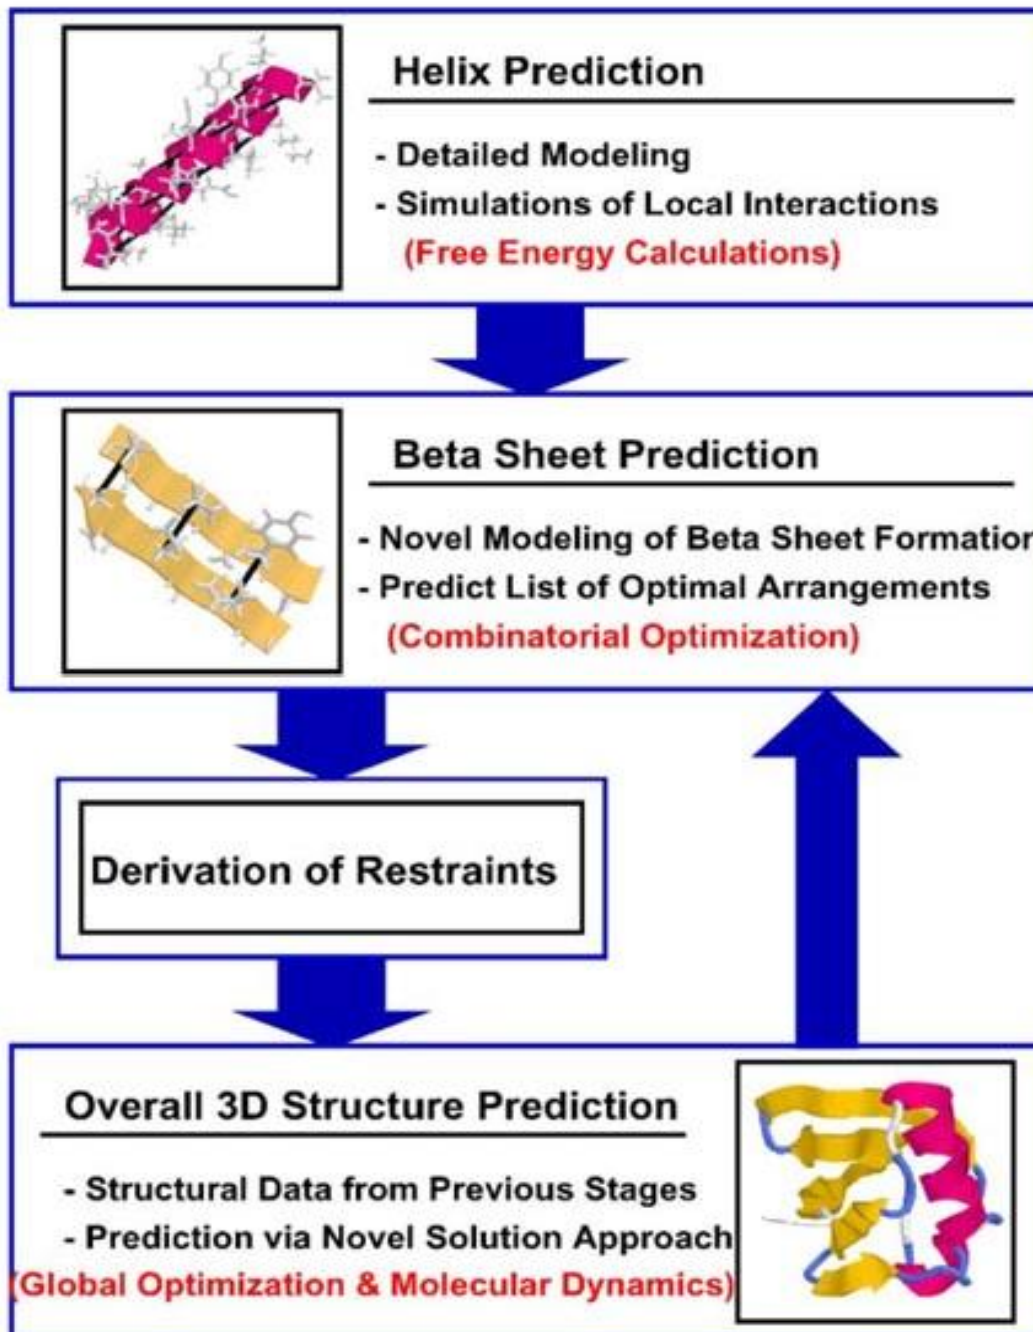 Helix Prediction
- Detailed Modeling
- Simulations of Local Interactions
(Free Energy Calculations)
Beta Sheet Prediction
- Novel Modeling of Beta Sheet Formation
- Predict List of Optimal Arrangements
(Combinatorial Optimization)
Derivation of Restraints
Overall 3D Structure Prediction
- Structural Data from Previous Stages
- Prediction via Novel Solution Approach
(Global Optimization & Molecular Dynamics)